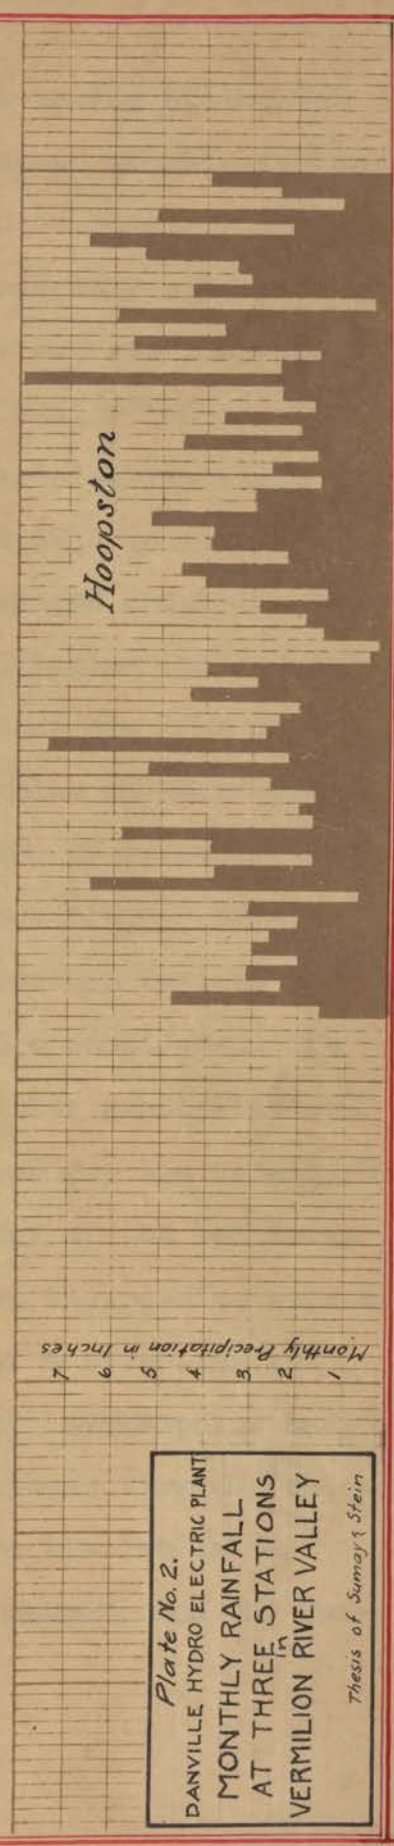 Hoopston
Monthly Precipitation in Inches
7
6
5
4
3
2
1
Plate No. 2.
DANVILLE HYDRO ELECTRIC PLANT
MONTHLY RAINFALL
AT THREE STATIONS
in
VERMILION RIVER VALLEY
Thesis of Sumay & Stein